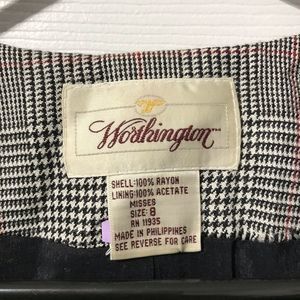 Worthington™
SHELL-100% RAYON
LINING-100% ACETATE
MISSES
SIZE: 8
RN 11935
MADE IN PHILIPPINES
SEE REVERSE FOR CARE